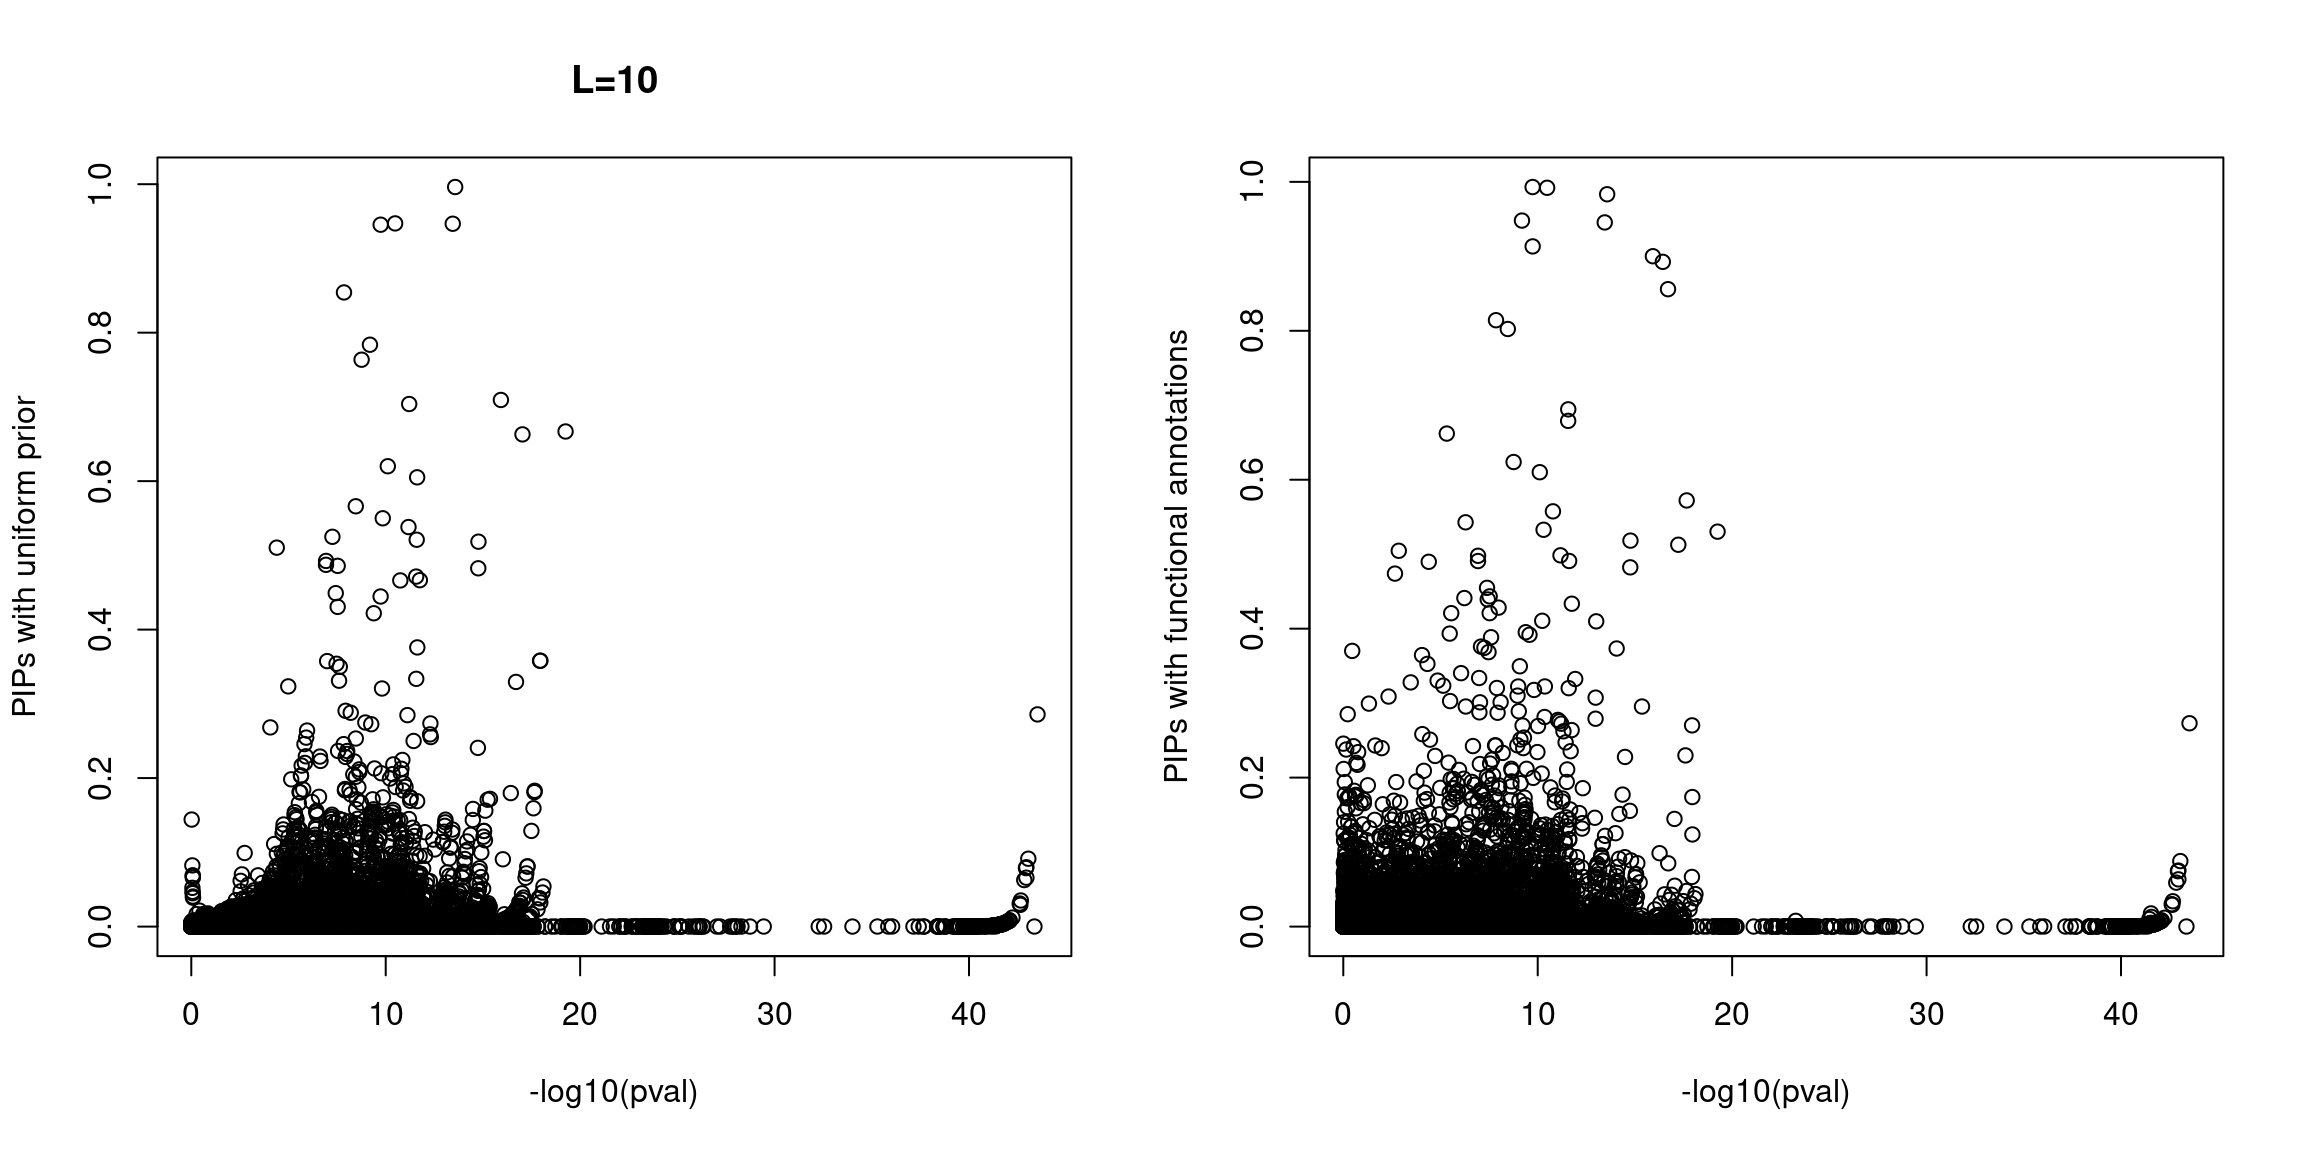 L=10
PIPs with uniform prior
0.0 0.2 0.4 0.6 0.8 1.0
0 10 20 30 40
-log10(pval)
PIPs with functional annotations
0.0 0.2 0.4 0.6 0.8 1.0
0 10 20 30 40
-log10(pval)